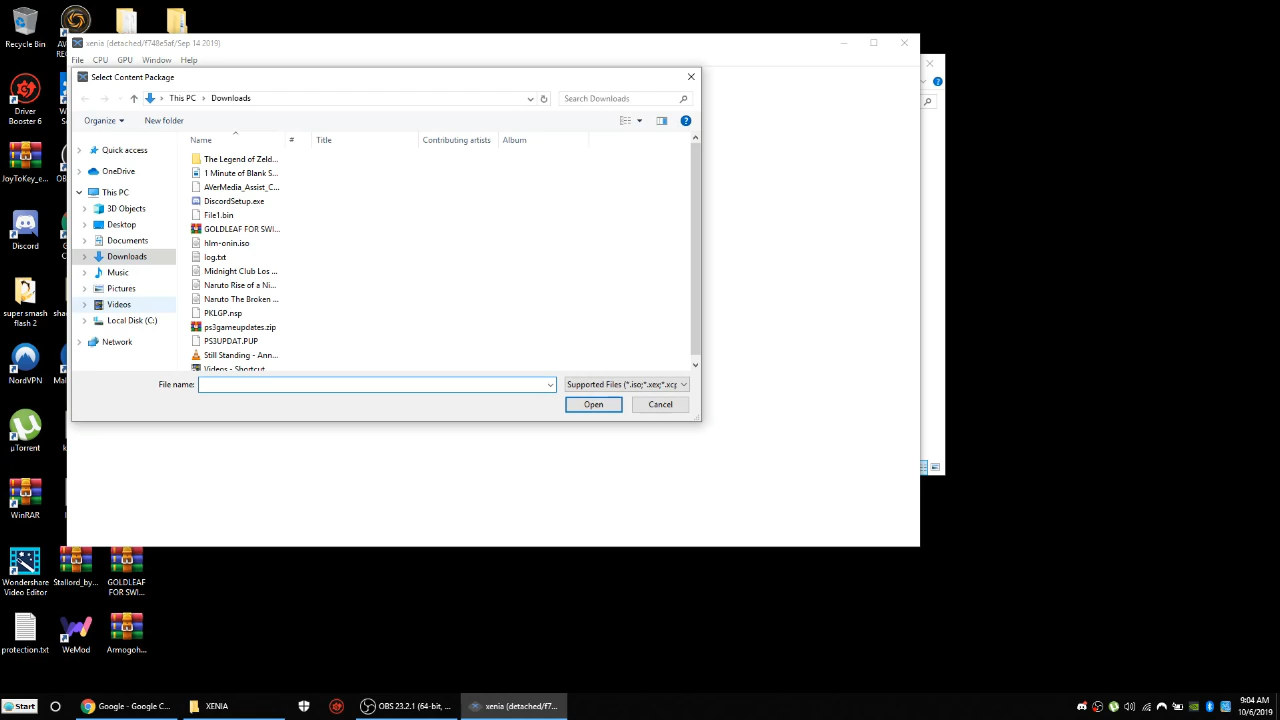 Recycle Bin
Driver
Booster 6
JoyToKey_e...
Discord
super smash
flash 2
NordVPN
µTorrent
WinRAR
Wondershare
Video Editor
Stallord_by...
GOLDLEAF
FOR SWI...
protection.txt
WeMod
Armogoh...
xenia (detached/f748e5af/Sep 14 2019)
File CPU GPU Window Help
Select Content Package
This PC > Downloads
Search Downloads
Organize
New folder
Name
#
Title
Contributing artists
Album
Quick access
OneDrive
This PC
3D Objects
Desktop
Documents
Downloads
Music
Pictures
Videos
Local Disk (C:)
Network
The Legend of Zeld...
1 Minute of Blank S...
AVerMedia_Assist_C...
DiscordSetup.exe
File1.bin
GOLDLEAF FOR SWI...
hlm-onin.iso
log.txt
Midnight Club Los ...
Naruto Rise of a Ni...
Naruto The Broken ...
PKLGP.nsp
ps3gameupdates.zip
PS3UPDAT.PUP
Still Standing - Ann...
Videos - Shortcut
File name:
Supported Files (*.iso;*.xex;*.xcp
Open
Cancel
Start
Google - Google C...
XENIA
OBS 23.2.1 (64-bit, ...
xenia (detached/f7...
9:04 AM
10/6/2019